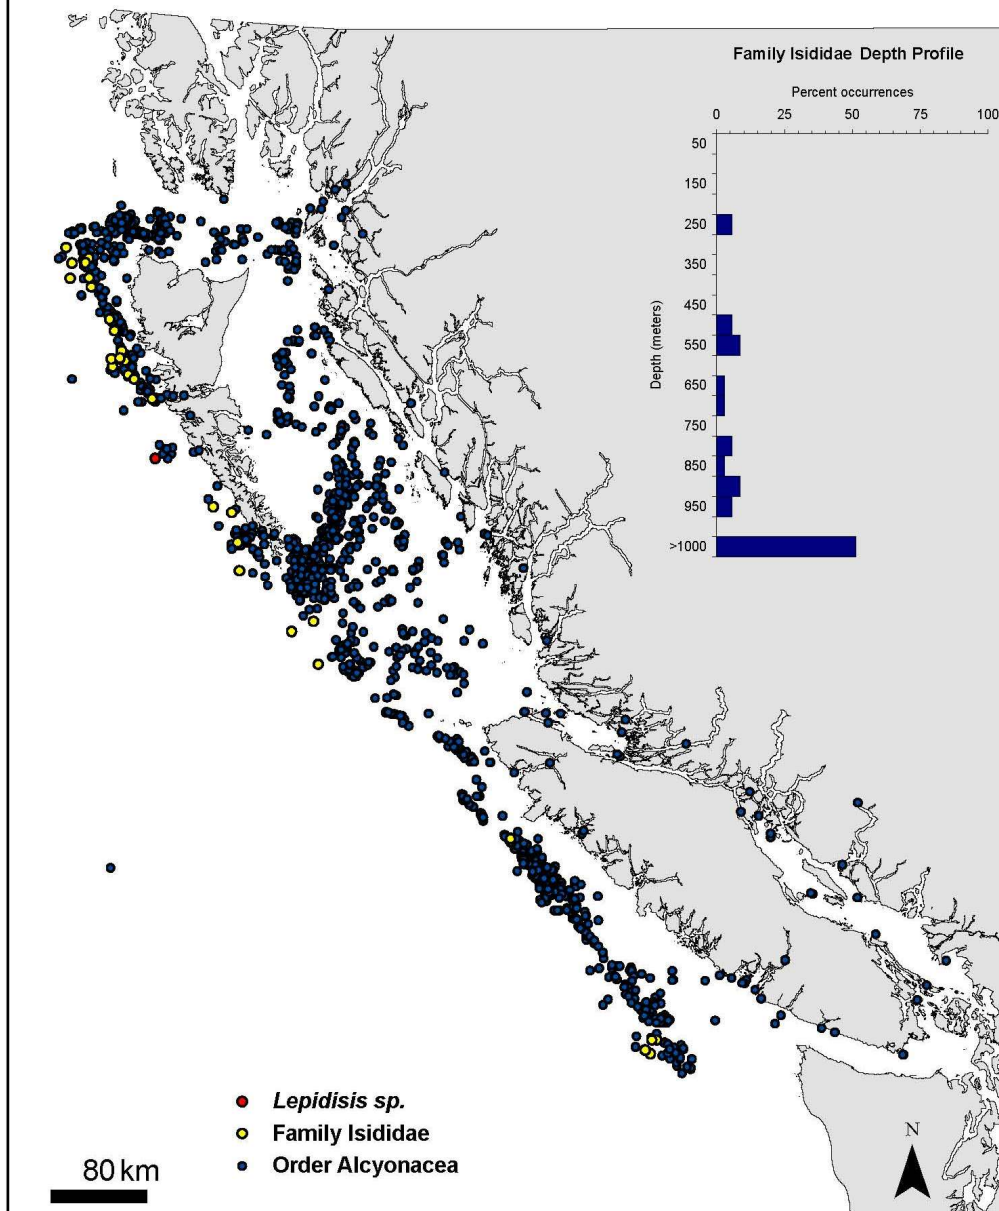 Family Isididae Depth Profile
Percent occurrences
0 25 50 75 100
50
150
250
350
450
550
650
750
850
950
>1000
Depth (meters)
Lepidisis sp.
Family Isididae
Order Alcyonacea
80 km
N